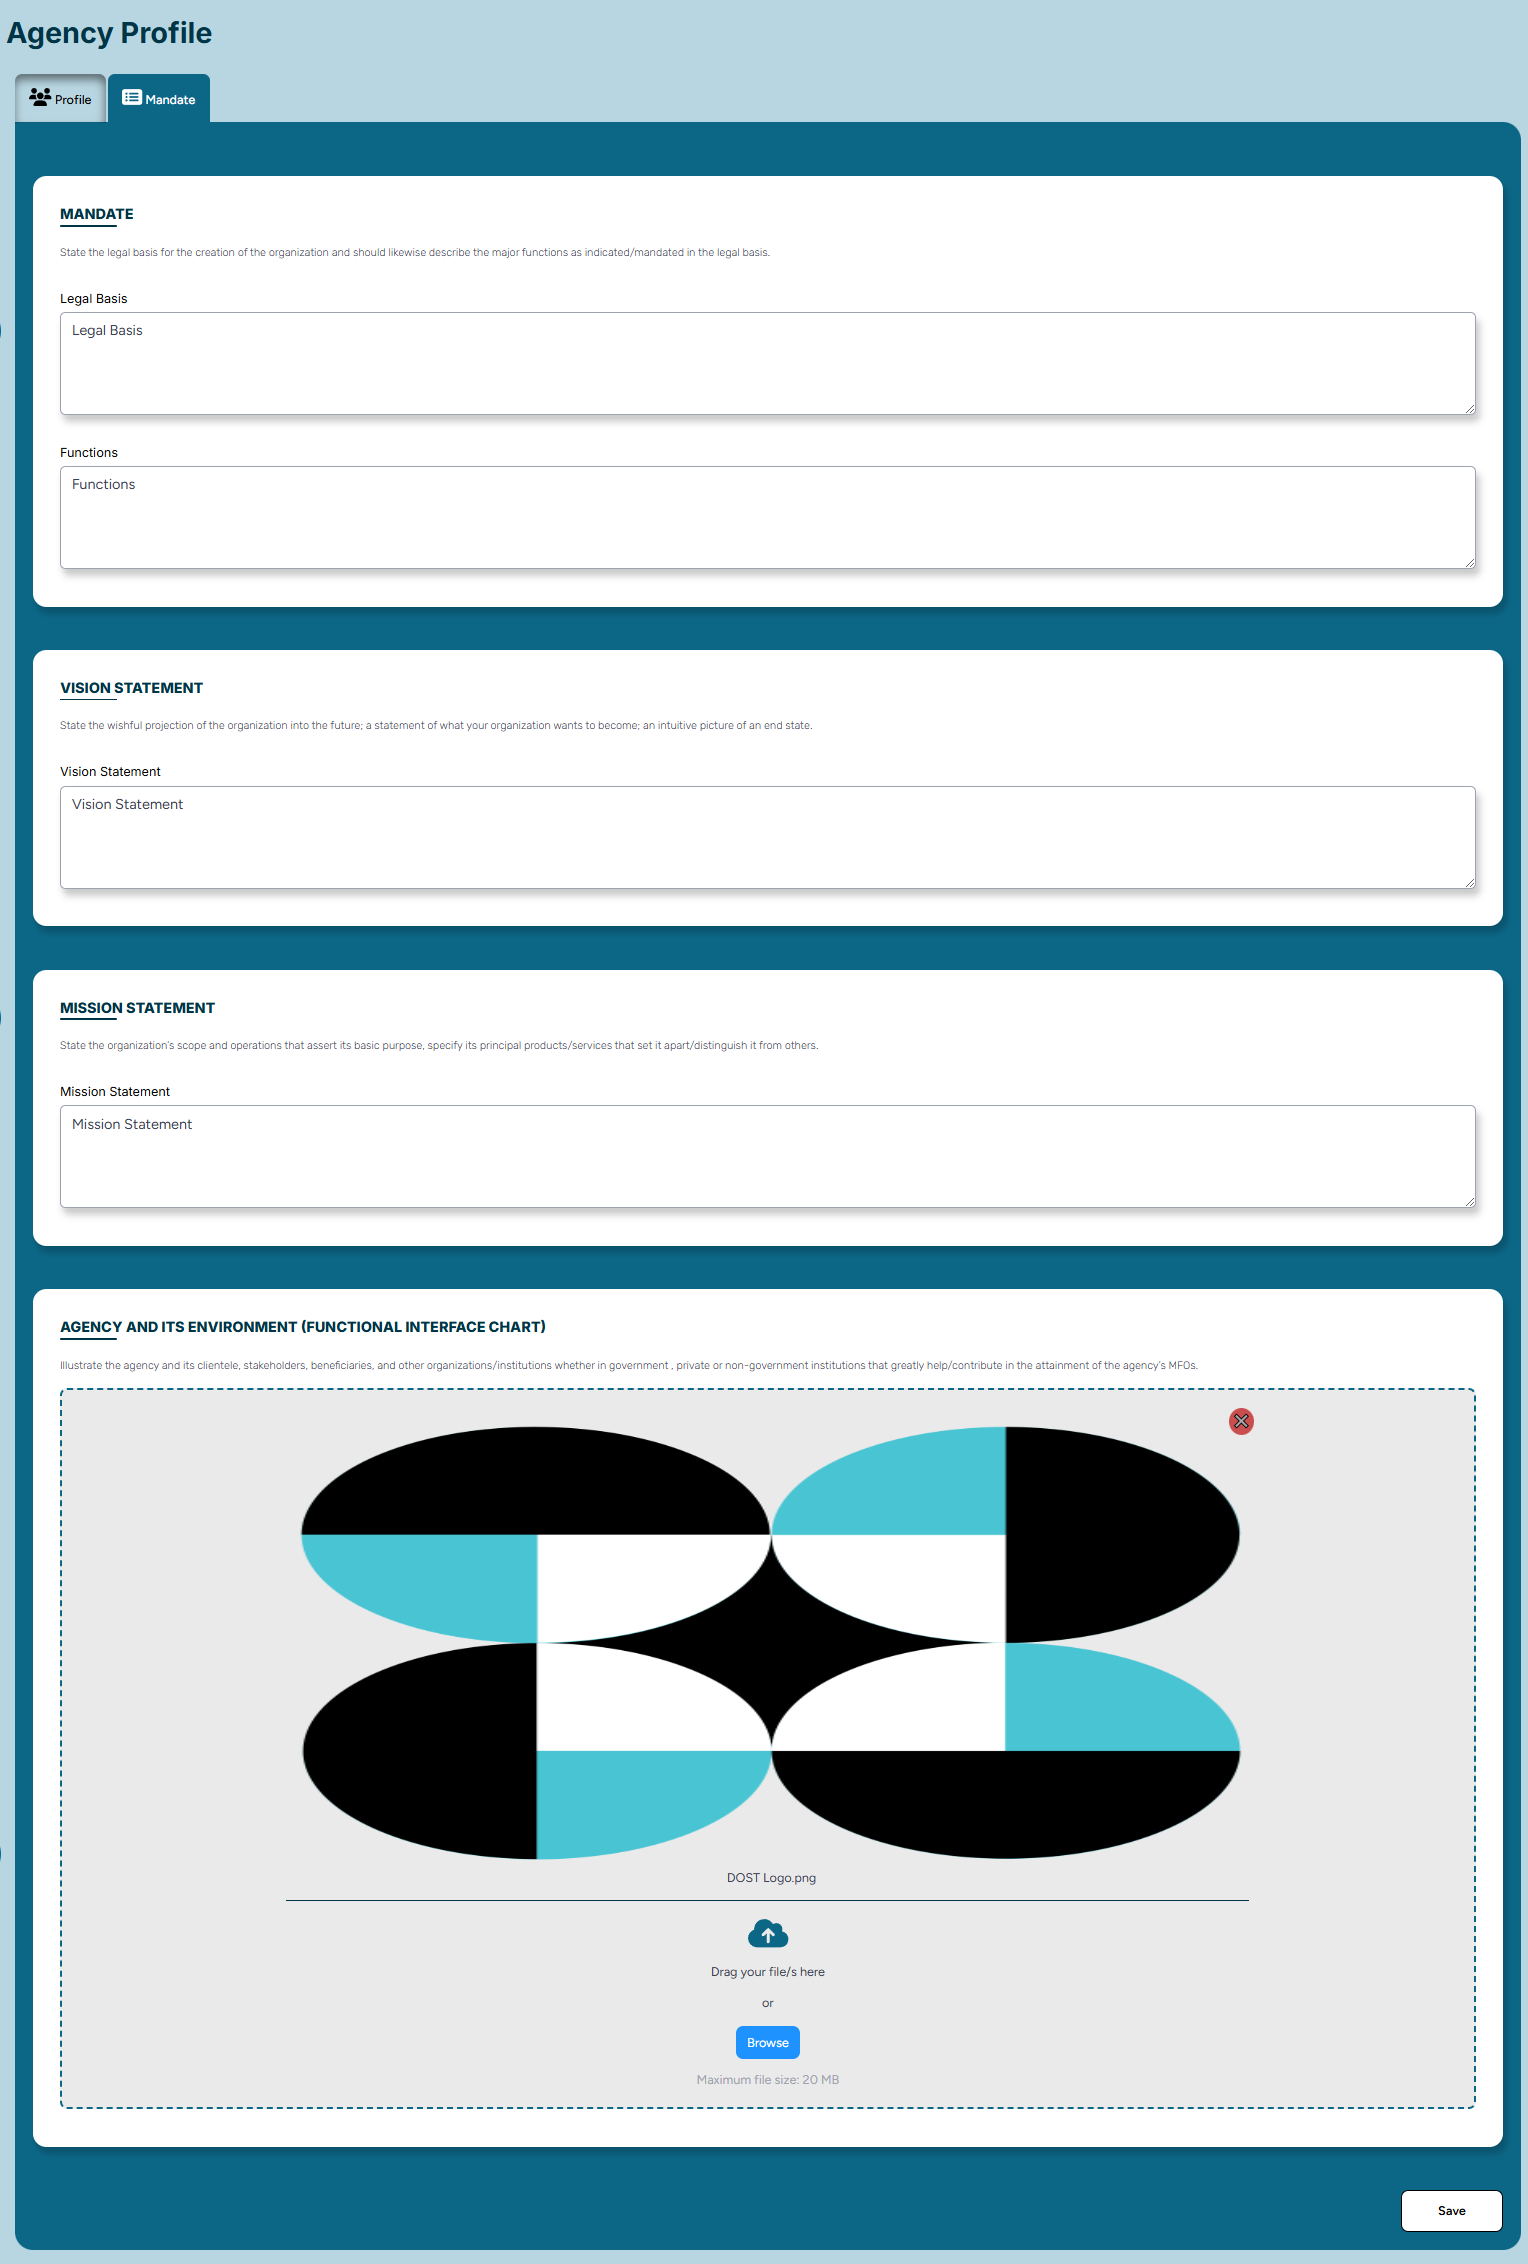 Agency Profile
Profile
Mandate
MANDATE
State the legal basis for the creation of the organization and should likewise describe the major functions as indicated/mandated in the legal basis.
Legal Basis
Legal Basis
Functions
Functions
VISION STATEMENT
State the wishful projection of the organization into the future; a statement of what your organization wants to become; an intuitive picture of an end state.
Vision Statement
Vision Statement
MISSION STATEMENT
State the organization's scope and operations that assert its basic purpose, specify its principal products/services that set it apart/distinguish it from others.
Mission Statement
Mission Statement
AGENCY AND ITS ENVIRONMENT (FUNCTIONAL INTERFACE CHART)
Illustrate the agency and its clientele, stakeholders, beneficiaries, and other organizations/institutions whether in government , private or non-government institutions that greatly help/contribute in the attainment of the agency's MFOs.
DOST Logo.png
Drag your file/s here
or
Browse
Maximum file size: 20 MB
Save